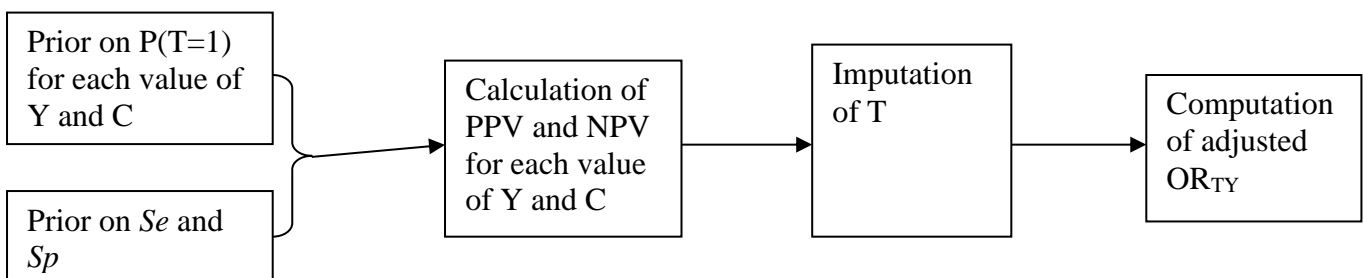 Prior on P(T=1)
for each value of
Y and C
Prior on Se and
Sp
Calculation of
PPV and NPV
for each value
of Y and C
Imputation
of T
Computation
of adjusted
ORTY